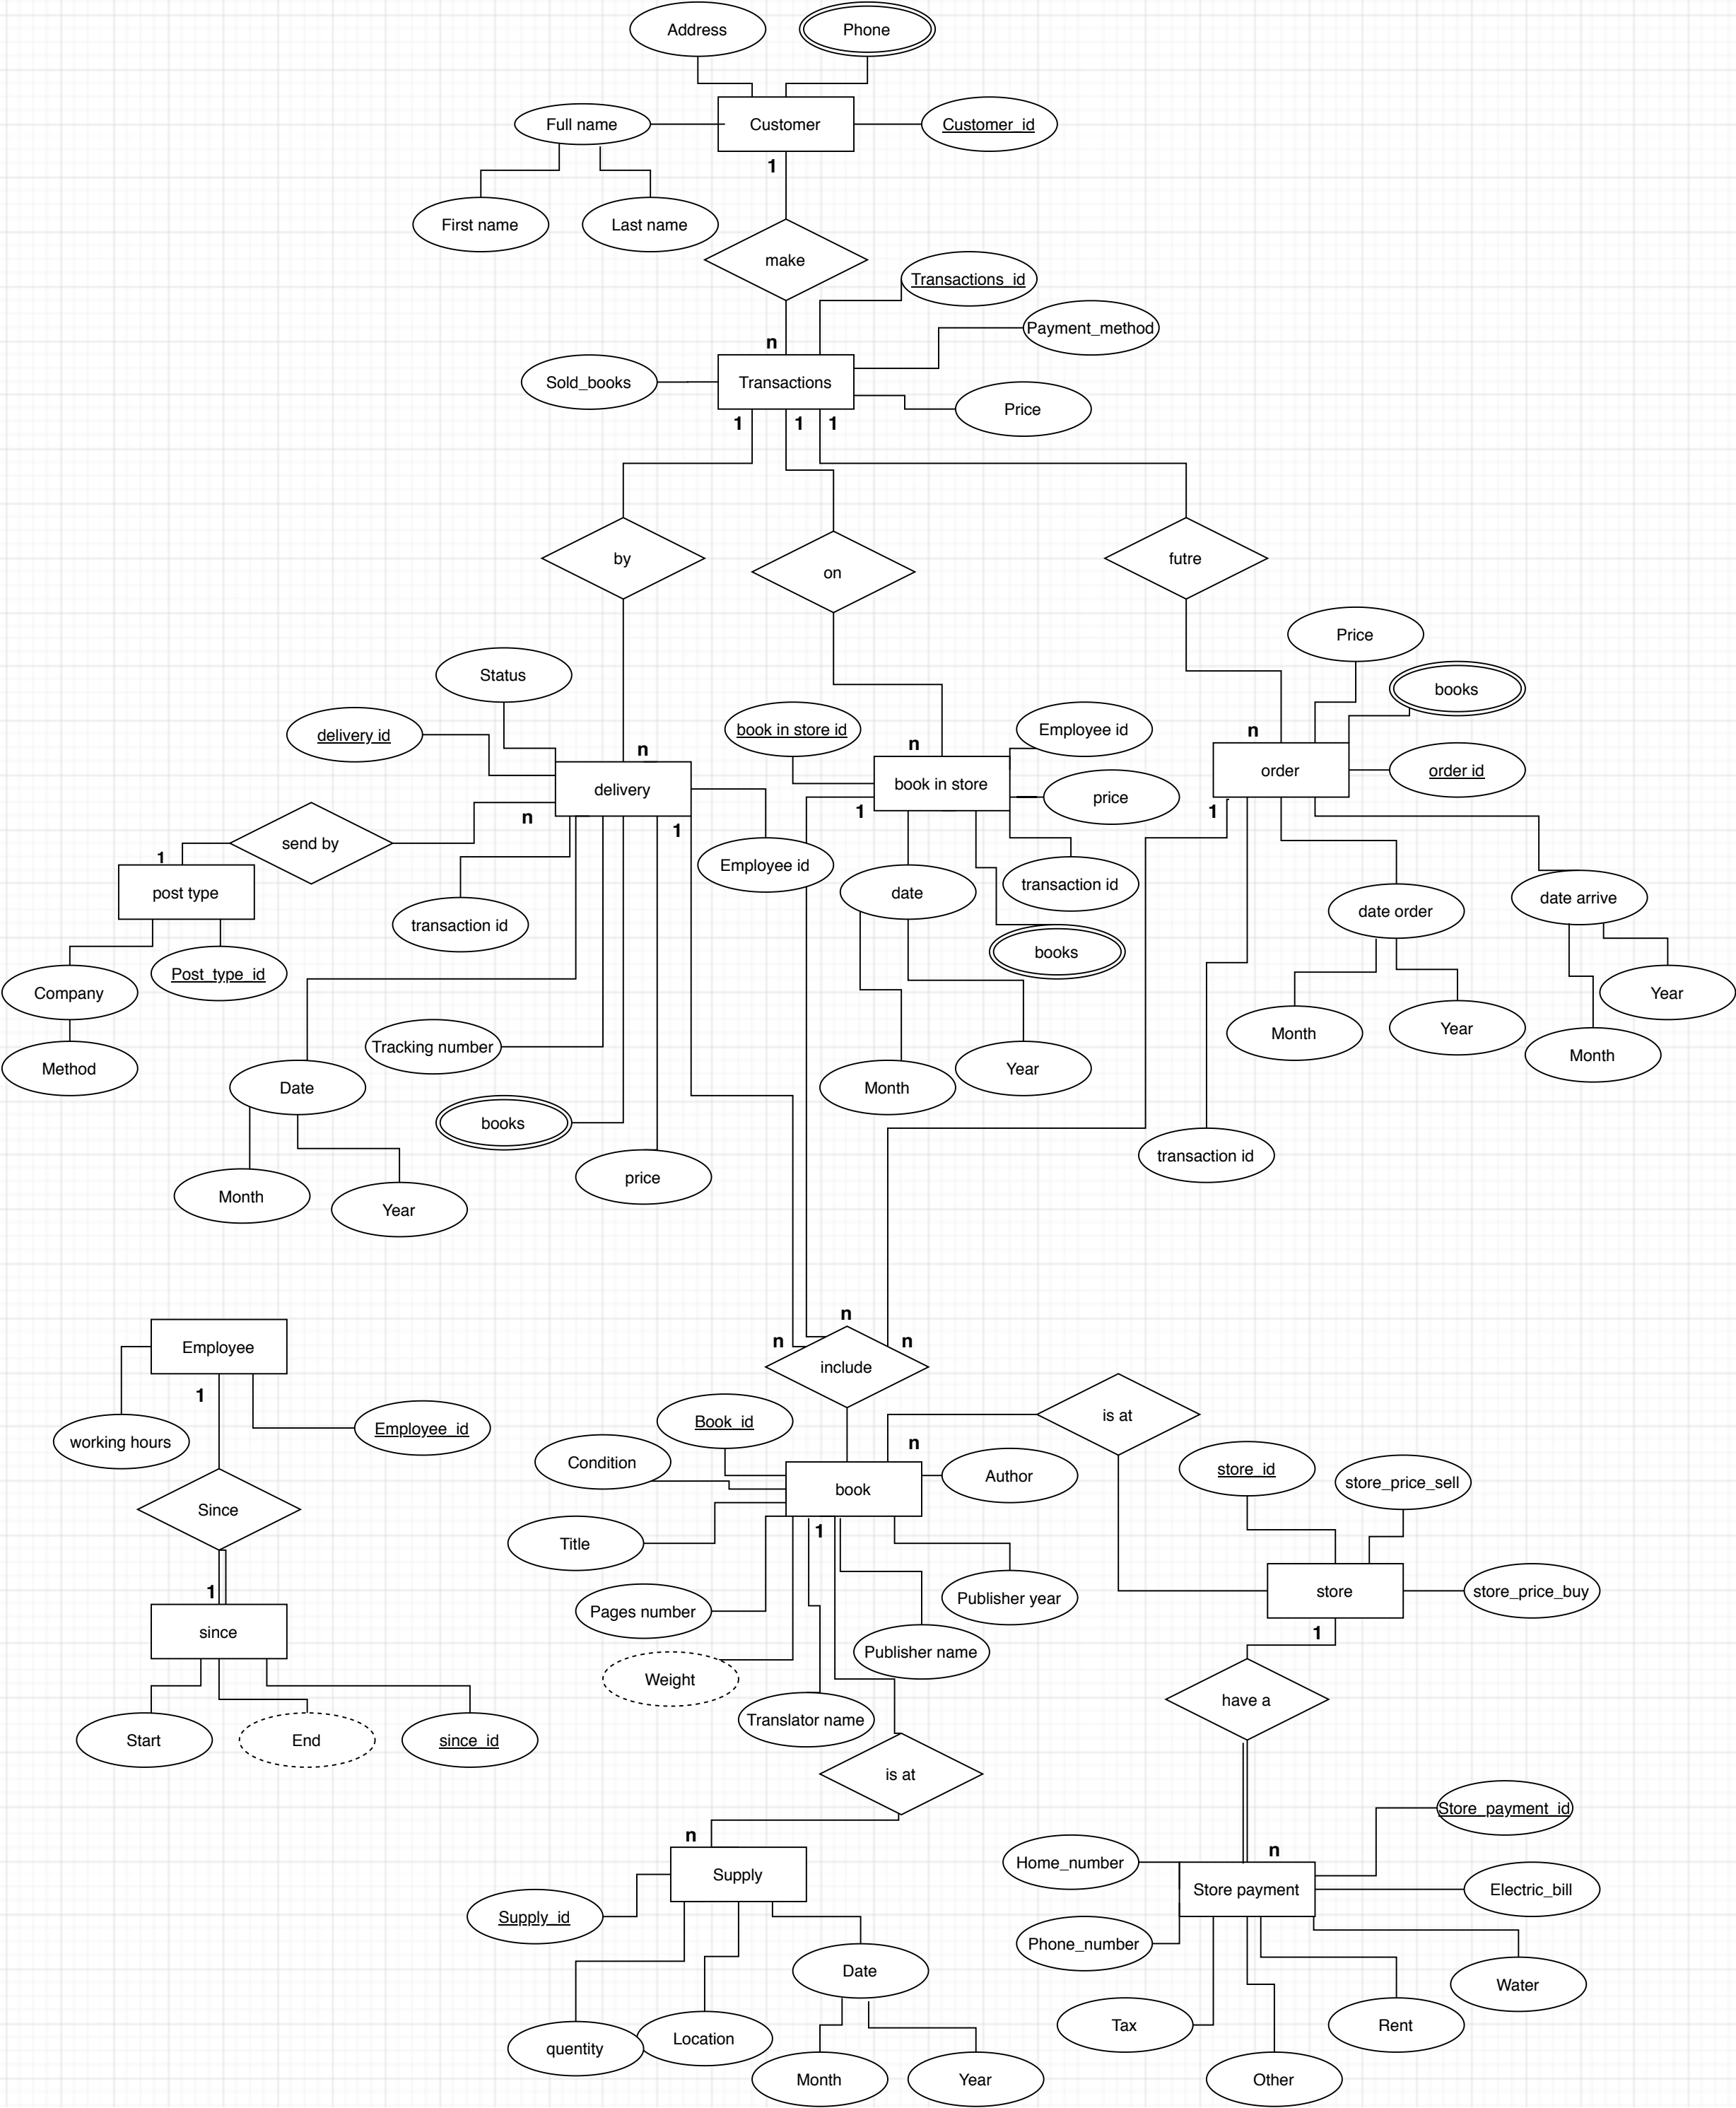 Address
Phone
Full name
Customer
Customer_id
1
First name
Last name
make
Transactions_id
Payment_method
n
Sold_books
Transactions
Price
1
1
1
by
on
futre
Price
Status
books
delivery id
book in store id
Employee id
n
n
n
delivery
book in store
price
order
order id
n
1
1
1
send by
1
post type
Employee id
transaction id
date
transaction id
date order
date arrive
books
Company
Post_type_id
Year
Method
Tracking number
Month
Year
Month
Year
Month
Date
books
price
transaction id
Month
Year
n
n
n
Employee
include
1
is at
working hours
Employee_id
Book_id
n
Condition
Author
store_id
store_price_sell
book
Since
1
Title
1
Pages number
Publisher year
store
store_price_buy
since
1
Publisher name
Weight
Translator name
have a
Start
End
since_id
is at
Store_payment_id
n
n
Home_number
Supply
Store payment
Electric_bill
Supply_id
Phone_number
Date
Water
quentity
Location
Tax
Rent
Month
Year
Other